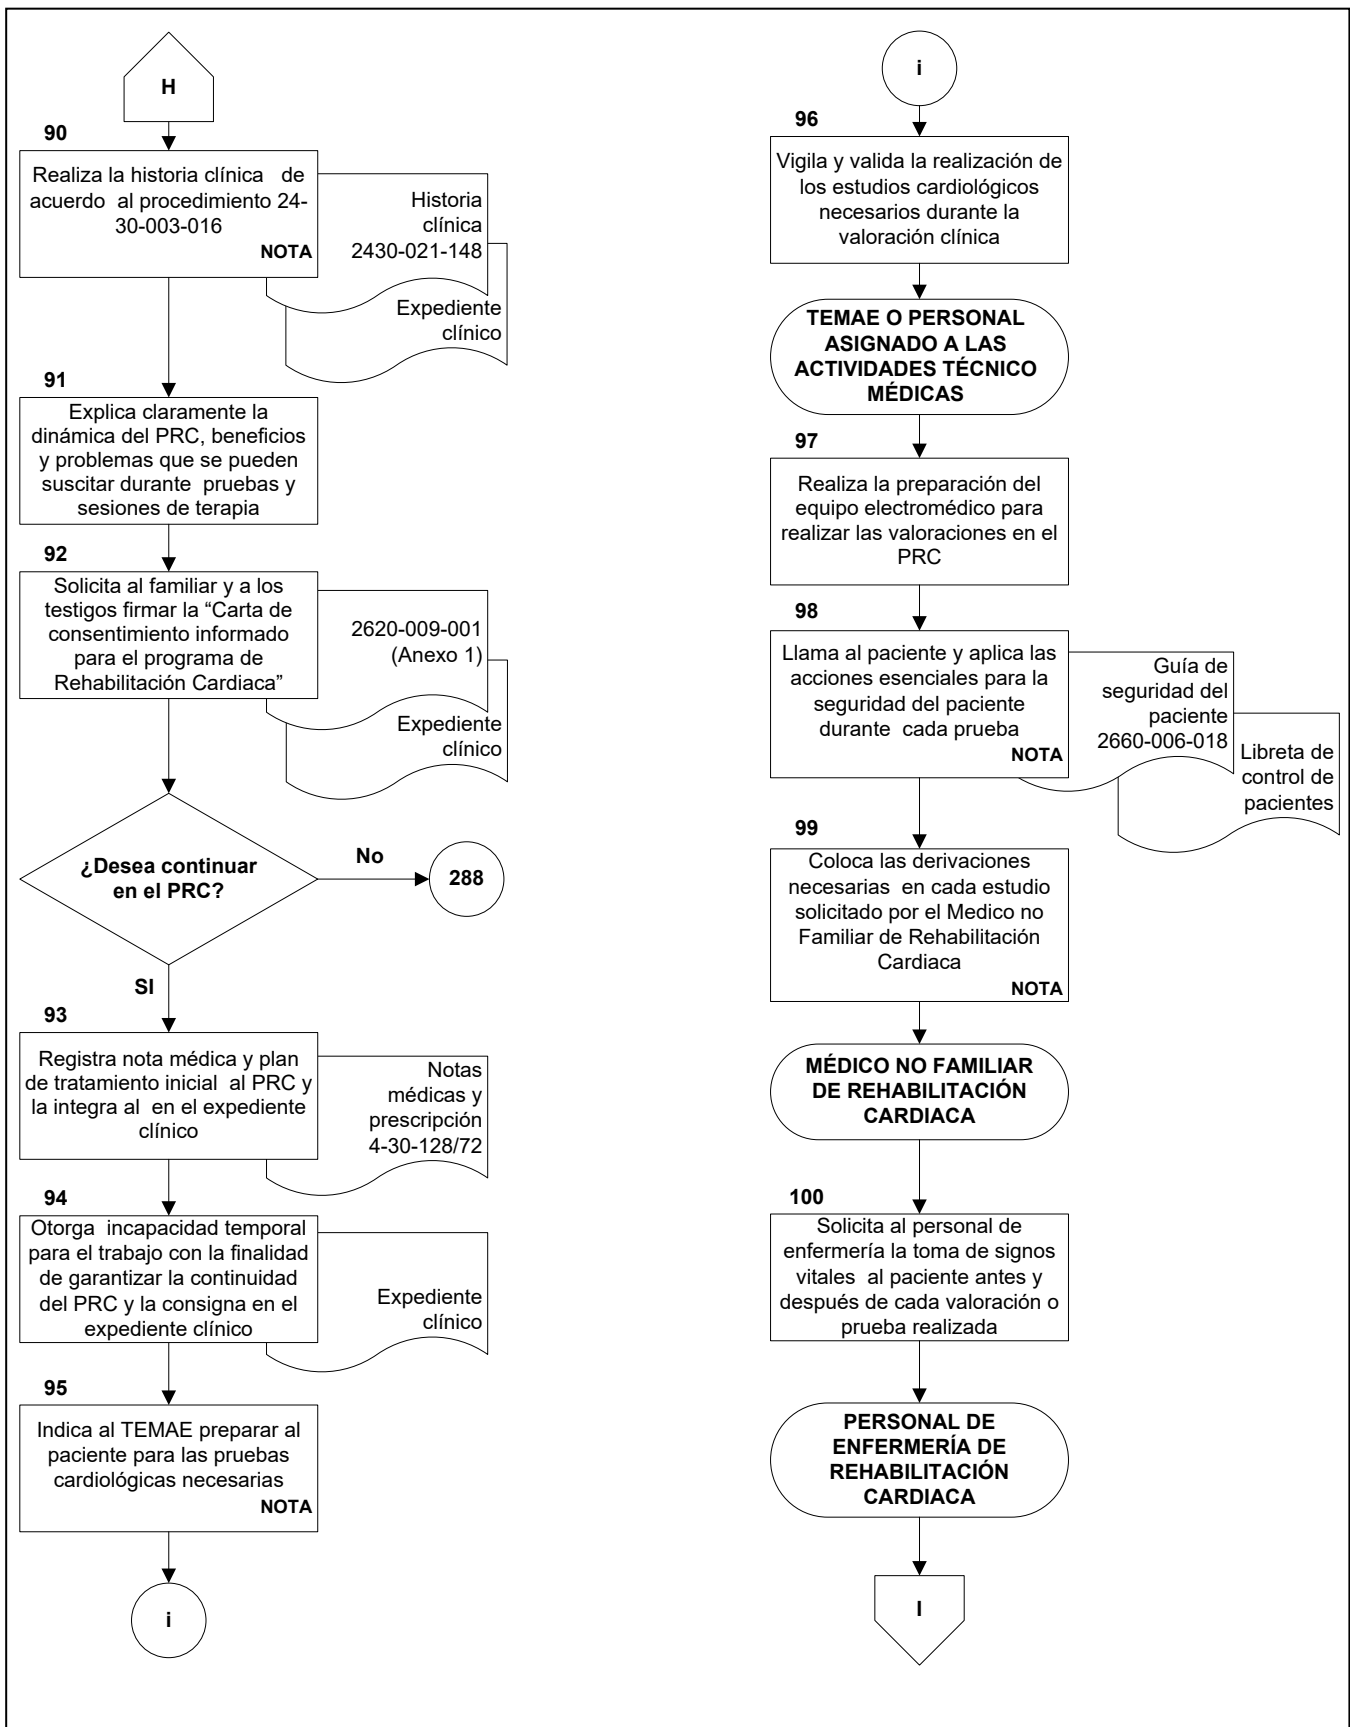 H
90
Realiza la historia clínica de
acuerdo al procedimiento 24-
30-003-016
NOTA
Historia
clínica
2430-021-148
Expediente
clínico
91
Explica claramente la
dinámica del PRC, beneficios
y problemas que se pueden
suscitar durante pruebas y
sesiones de terapia
92
Solicita al familiar y a los
testigos firmar la “Carta de
consentimiento informado
para el programa de
Rehabilitación Cardiaca”
2620-009-001
(Anexo 1)
Expediente
clínico
¿Desea continuar
en el PRC?
No
288
SI
93
Registra nota médica y plan
de tratamiento inicial al PRC y
la integra al en el expediente
clínico
Notas
médicas y
prescripción
4-30-128/72
94
Otorga incapacidad temporal
para el trabajo con la finalidad
de garantizar la continuidad
del PRC y la consigna en el
expediente clínico
Expediente
clínico
95
Indica al TEMAE preparar al
paciente para las pruebas
cardiológicas necesarias
NOTA
i
i
96
Vigila y valida la realización de
los estudios cardiológicos
necesarios durante la
valoración clínica
TEMAE O PERSONAL
ASIGNADO A LAS
ACTIVIDADES TÉCNICO
MÉDICAS
97
Realiza la preparación del
equipo electromédico para
realizar las valoraciones en el
PRC
98
Llama al paciente y aplica las
acciones esenciales para la
seguridad del paciente
durante cada prueba
NOTA
Guía de
seguridad del
paciente
2660-006-018
Libreta de
control de
pacientes
99
Coloca las derivaciones
necesarias en cada estudio
solicitado por el Medico no
Familiar de Rehabilitación
Cardiaca
NOTA
MÉDICO NO FAMILIAR
DE REHABILITACIÓN
CARDIACA
100
Solicita al personal de
enfermería la toma de signos
vitales al paciente antes y
después de cada valoración o
prueba realizada
PERSONAL DE
ENFERMERÍA DE
REHABILITACIÓN
CARDIACA
I